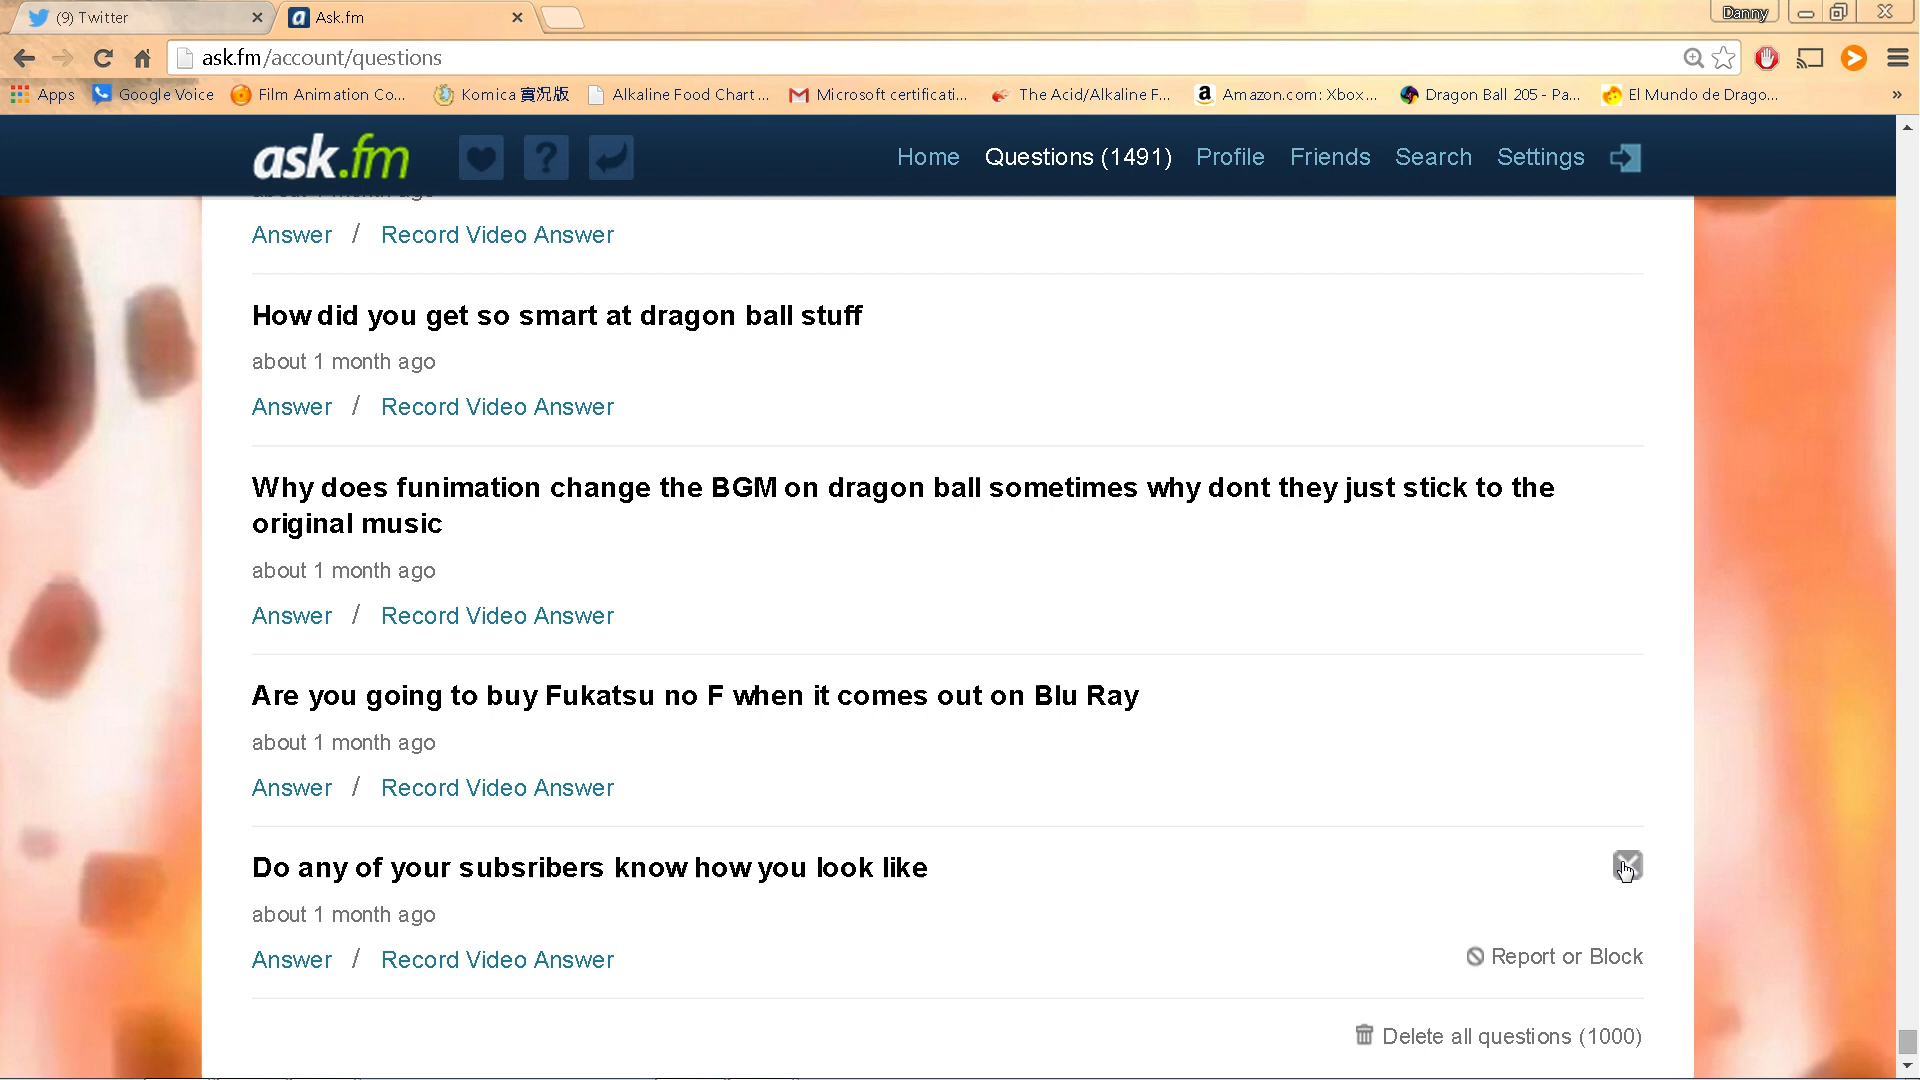 (9) Twitter
Ask.fm
Danny
ask.fm/account/questions
Apps
Google Voice
Film Animation Co...
Komica 實況版
Alkaline Food Chart ...
Microsoft certificati...
The Acid/Alkaline F...
Amazon.com: Xbox...
Dragon Ball 205 - Pa...
El Mundo de Drago...
»
ask.fm
Home
Questions (1491)
Profile
Friends
Search
Settings
Answer / Record Video Answer
How did you get so smart at dragon ball stuff
about 1 month ago
Answer / Record Video Answer
Why does funimation change the BGM on dragon ball sometimes why dont they just stick to the
original music
about 1 month ago
Answer / Record Video Answer
Are you going to buy Fukatsu no F when it comes out on Blu Ray
about 1 month ago
Answer / Record Video Answer
Do any of your subsribers know how you look like
about 1 month ago
Answer / Record Video Answer
Report or Block
Delete all questions (1000)